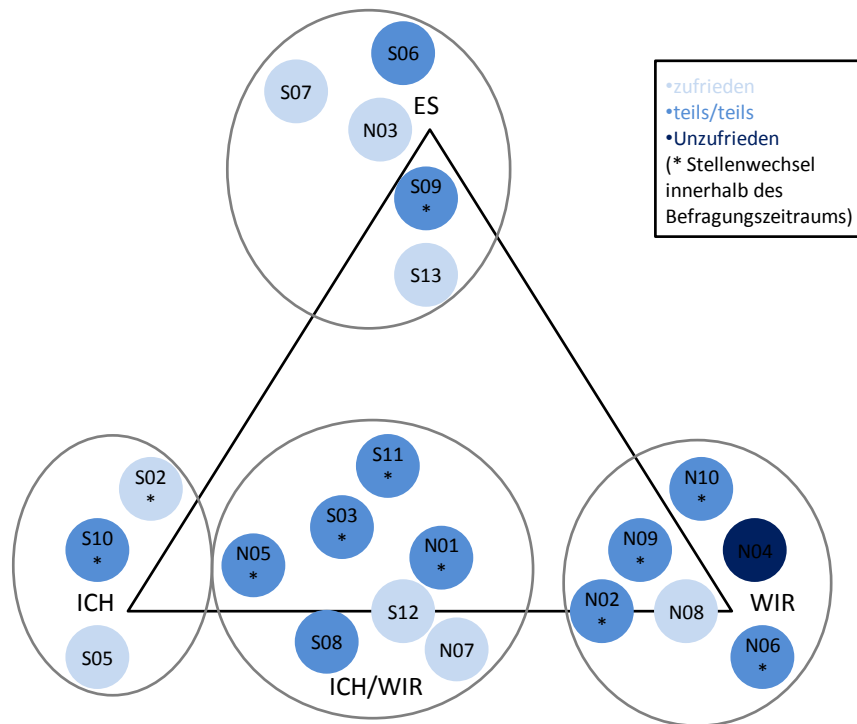 S06
S07
ES
N03
S09
*
S13
•zufrieden
•teils/teils
•Unzufrieden
(* Stellenwechsel
innerhalb des
Befragungszeitraums)
S02
*
S10
*
ICH
S05
S11
*
S03
*
N05
*
N01
*
S12
S08
N07
ICH/WIR
N10
*
N09
*
N04
N02
*
N08
WIR
N06
*